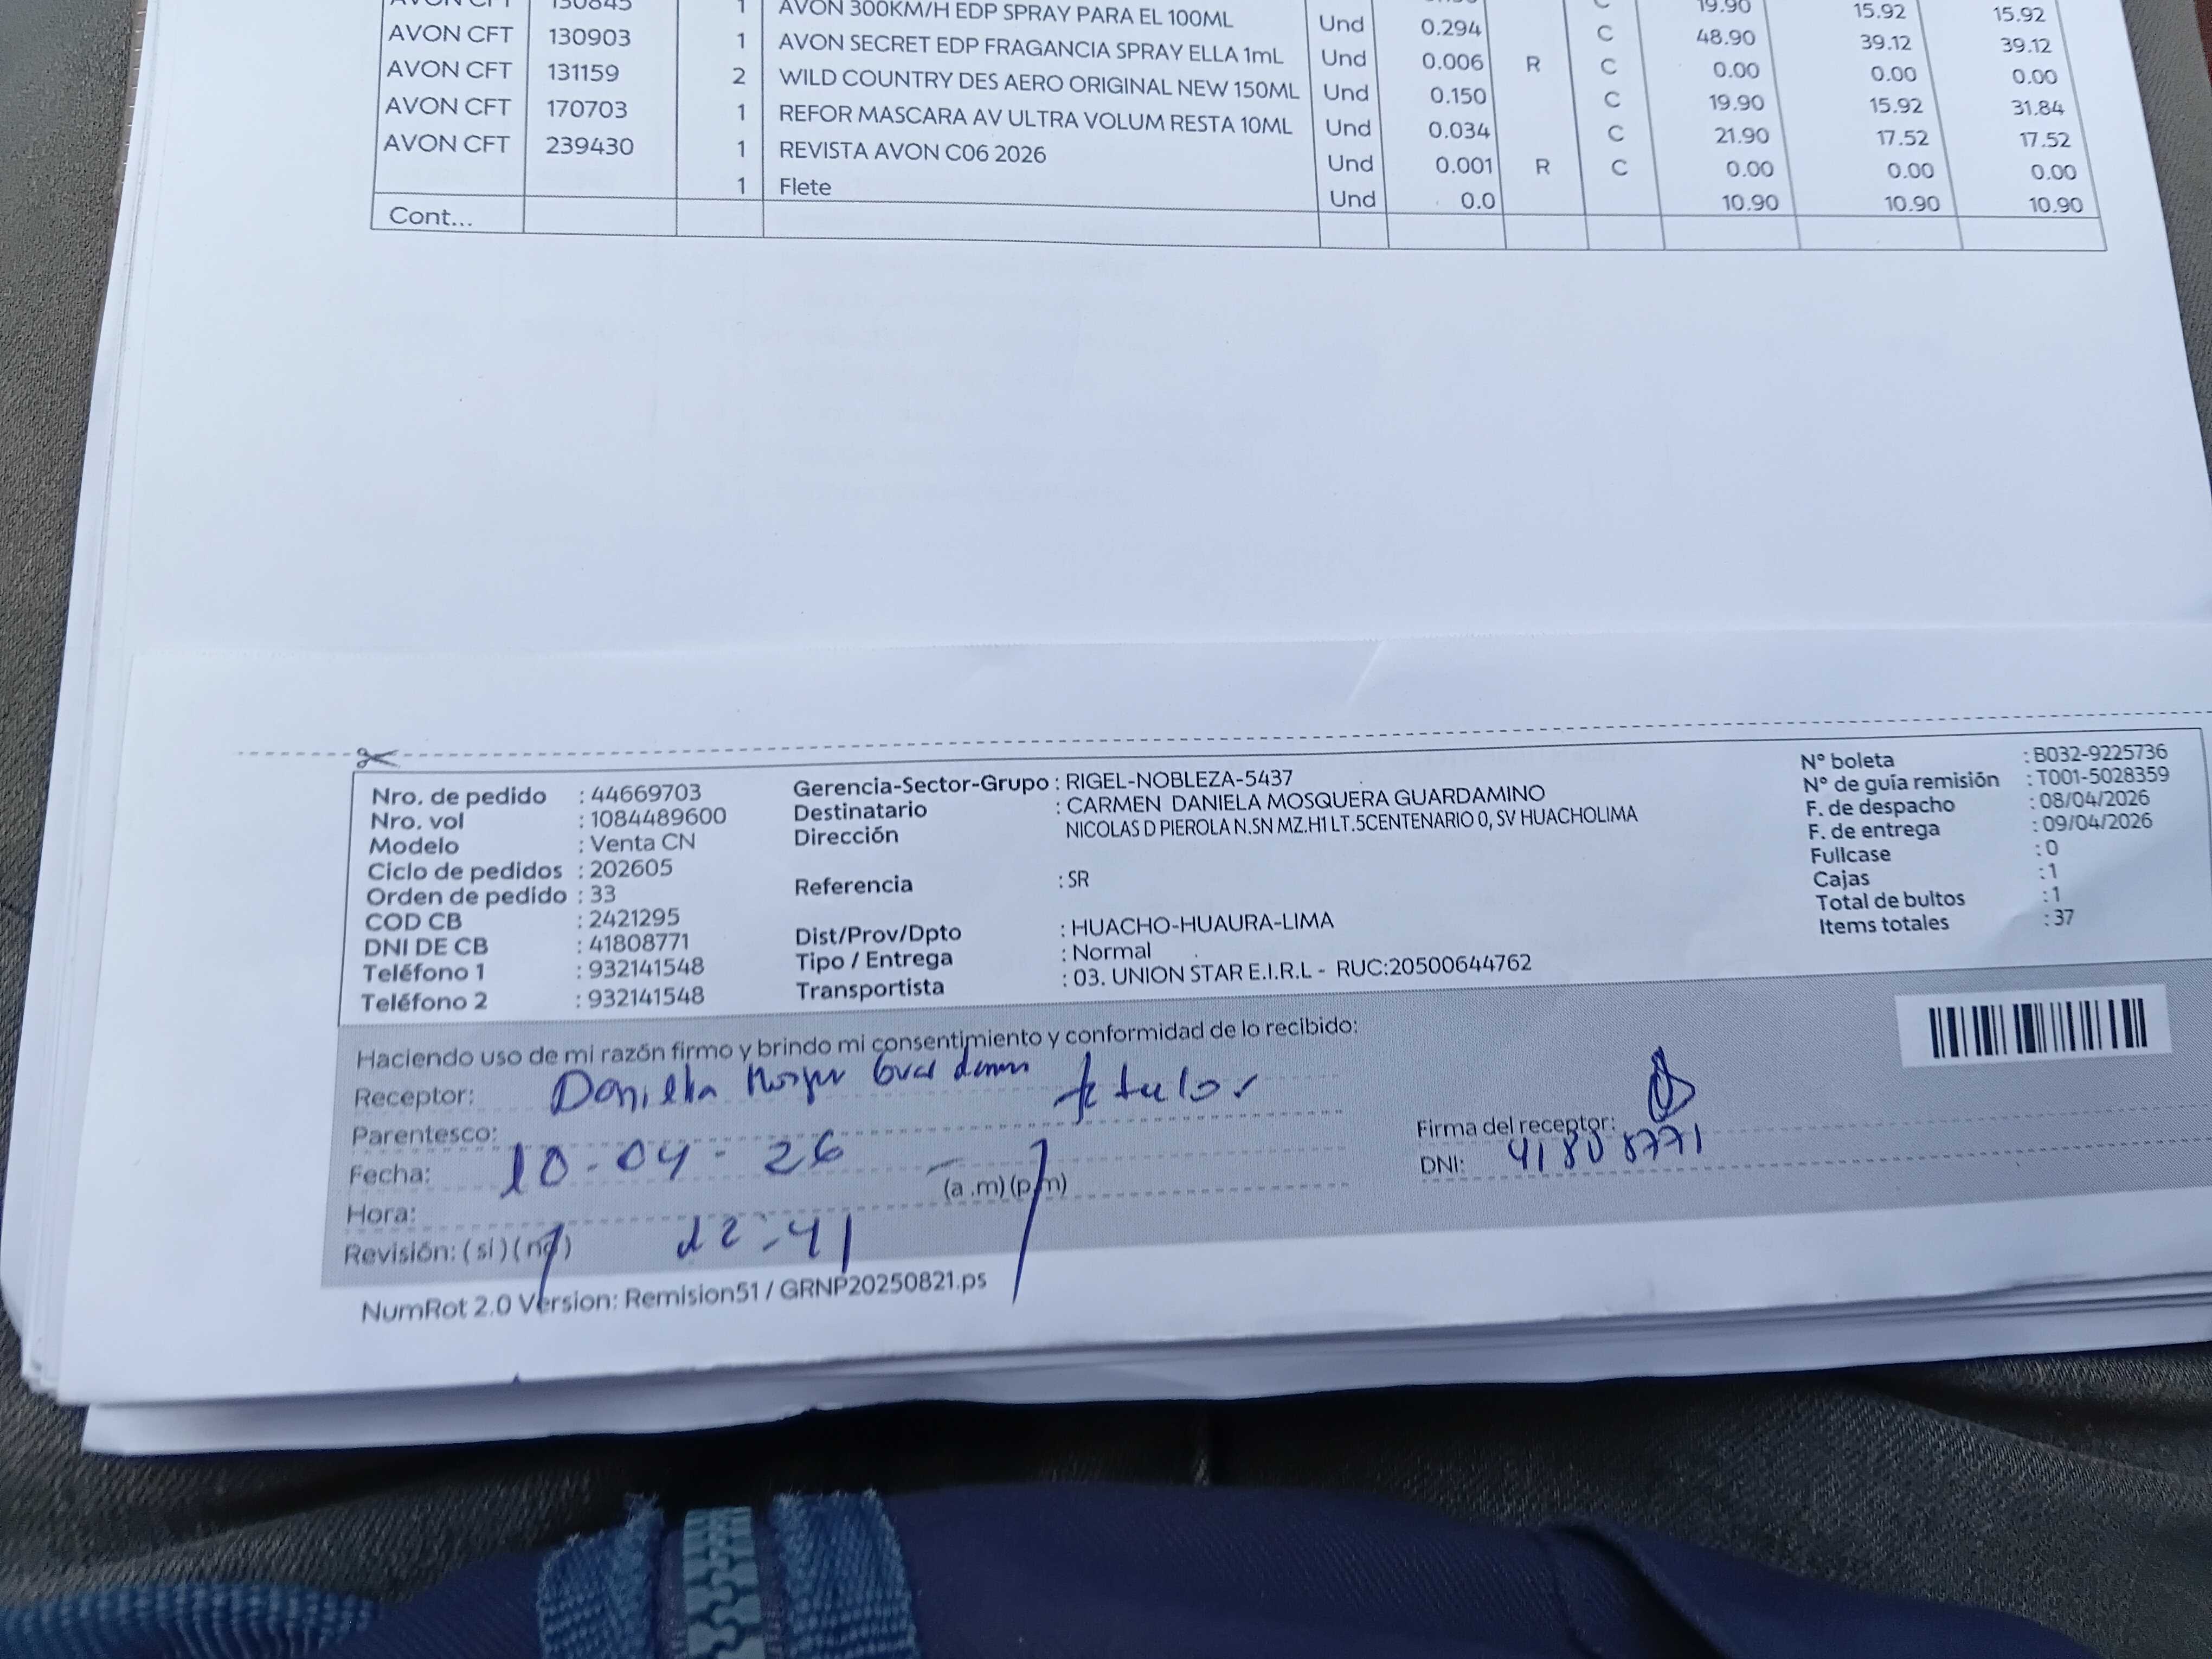 AVON CFT 130845 1 AVON 300KM/H EDP SPRAY PARA EL 100ML Und 0.294 C 48.90 39.12 39.12
AVON CFT 130903 1 AVON SECRET EDP FRAGANCIA SPRAY ELLA 1mL Und 0.006 R C 0.00 0.00 0.00
AVON CFT 131159 2 WILD COUNTRY DES AERO ORIGINAL NEW 150ML Und 0.150 C 19.90 15.92 31.84
AVON CFT 170703 1 REFOR MASCARA AV ULTRA VOLUM RESTA 10ML Und 0.034 C 21.90 17.52 17.52
AVON CFT 239430 1 REVISTA AVON C06 2026 Und 0.001 R C 0.00 0.00 0.00
1 Flete Und 0.0 10.90 10.90 10.90
Cont...
Nro. de pedido : 44669703
Nro. vol : 1084489600
Modelo : Venta CN
Ciclo de pedidos : 202605
Orden de pedido : 33
COD CB : 2421295
DNI DE CB : 41808771
Teléfono 1 : 932141548
Teléfono 2 : 932141548
Gerencia-Sector-Grupo : RIGEL-NOBLEZA-5437
Destinatario : CARMEN DANIELA MOSQUERA GUARDAMINO
Dirección NICOLAS D PIEROLA N.SN MZ.H1 LT.5CENTENARIO 0, SV HUACHOLIMA
Referencia : SR
Dist/Prov/Dpto : HUACHO-HUAURA-LIMA
Tipo / Entrega : Normal
Transportista : 03. UNION STAR E.I.R.L - RUC:20500644762
N° boleta : B032-9225736
N° de guía remisión : T001-5028359
F. de despacho : 08/04/2026
F. de entrega : 09/04/2026
Fullcase : 0
Cajas : 1
Total de bultos : 1
Items totales : 37
Haciendo uso de mi razón firmo y brindo mi consentimiento y conformidad de lo recibido:
Receptor: Daniella
Parentesco:
Fecha: 10-04-26
(a .m) (p.m)
Hora:
Revisión: (si) (no) 12:41
Firma del receptor:
DNI: 41808771
NumRot 2.0 Version: Remision51 / GRNP20250821.ps